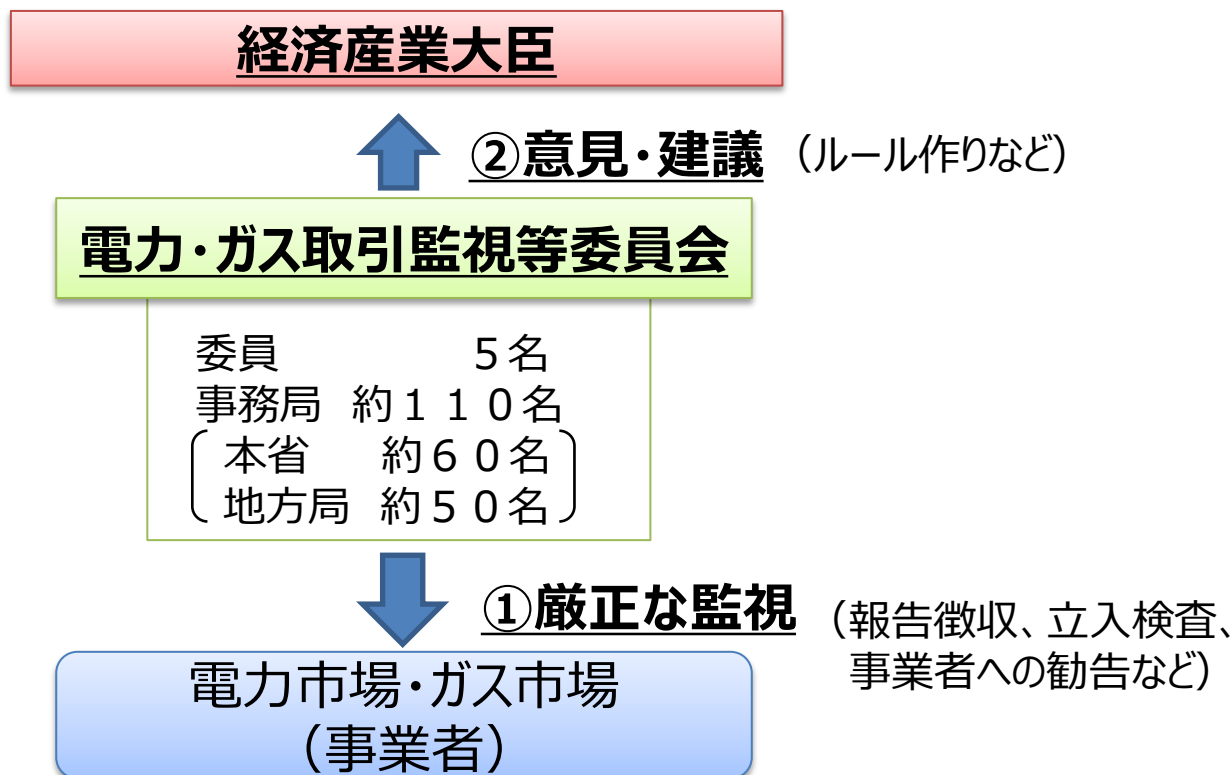 経済産業大臣
②意見・建議 （ルール作りなど）
電力・ガス取引監視等委員会
委員 ５名
事務局 約１１０名
本省 約６０名
地方局 約５０名
①厳正な監視 （報告徴収、立入検査、
事業者への勧告など）
電力市場・ガス市場
（事業者）